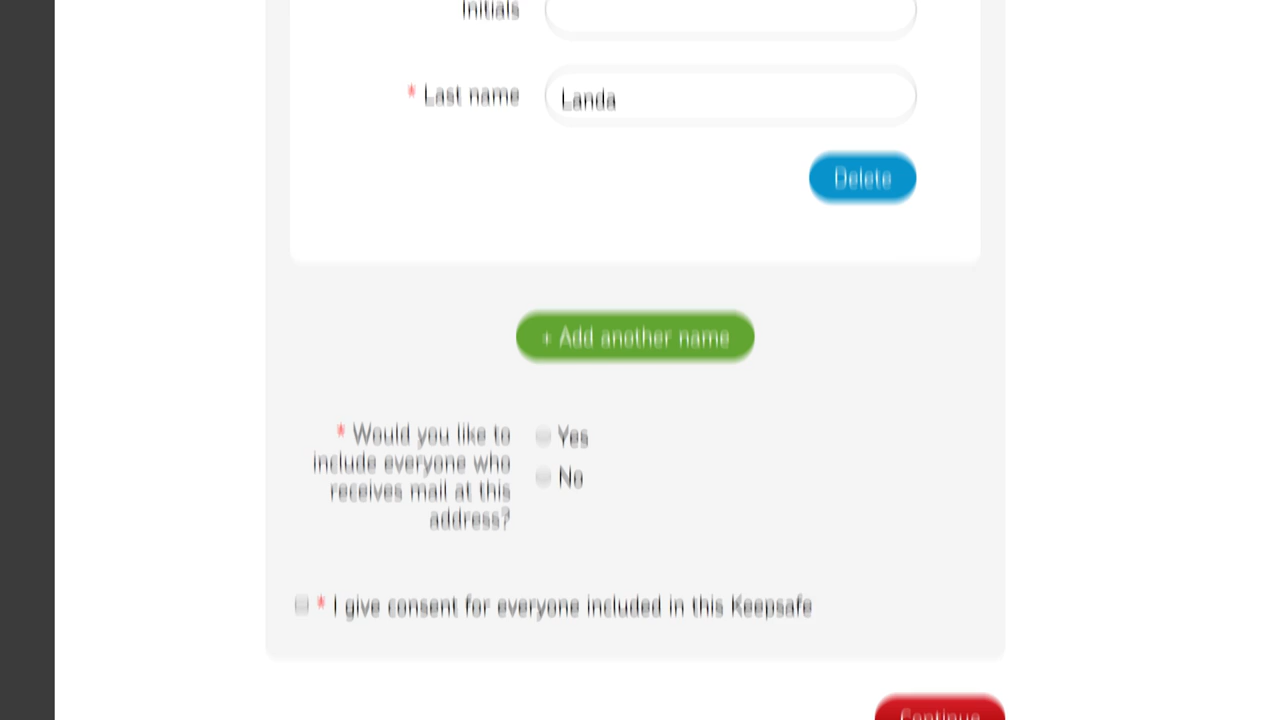 Initials
* Last name Landa
Delete
+ Add another name
* Would you like to Yes
include everyone who No
receives mail at this
address?
* I give consent for everyone included in this Keepsafe
Continue